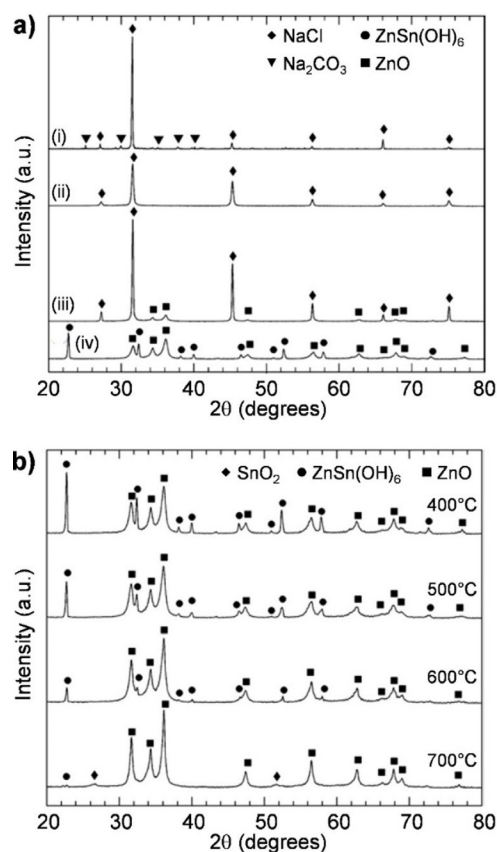 a)
◆ NaCl ● ZnSn(OH)₆
▼ Na₂CO₃ ■ ZnO
(i)
(ii)
(iii)
(iv)
Intensity (a.u.)
20 30 40 50 60 70 80
2θ (degrees)
b)
◆ SnO₂ ● ZnSn(OH)₆ ■ ZnO
400°C
500°C
600°C
700°C
Intensity (a.u.)
20 30 40 50 60 70 80
2θ (degrees)